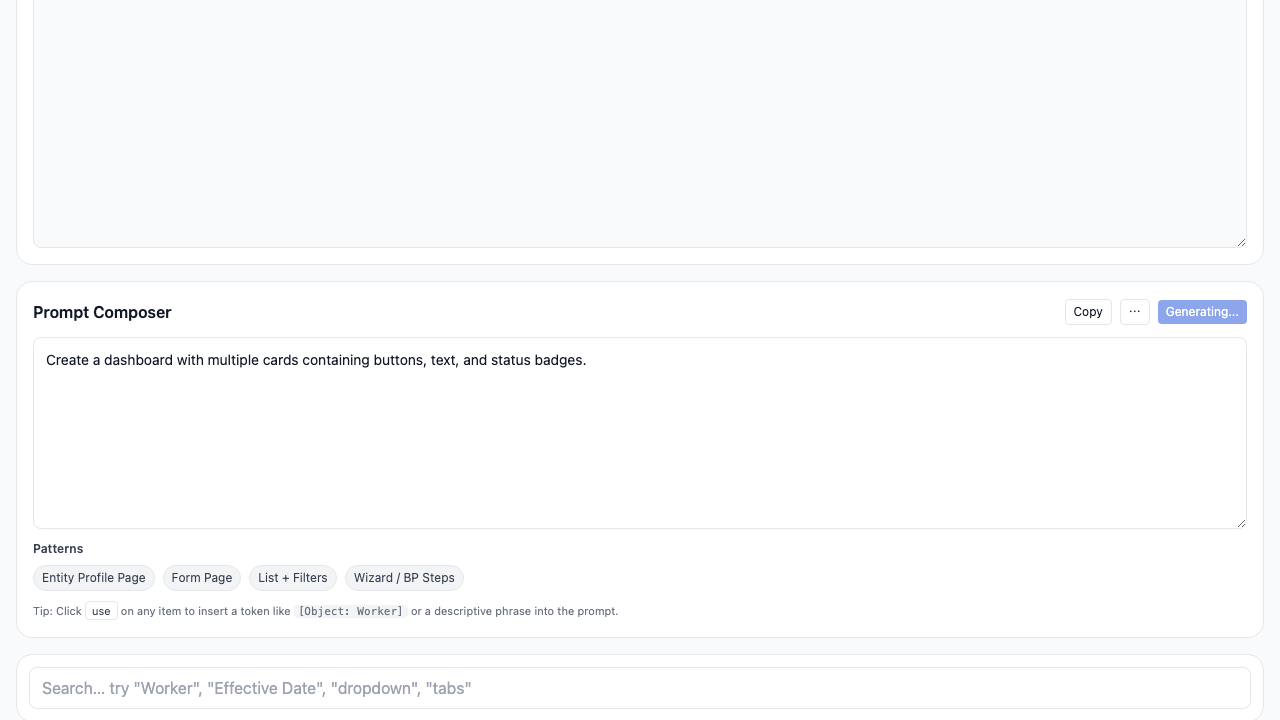 Prompt Composer
Copy
⋯
Generating...
Create a dashboard with multiple cards containing buttons, text, and status badges.
Patterns
Entity Profile Page
Form Page
List + Filters
Wizard / BP Steps
Tip: Click use on any item to insert a token like [Object: Worker] or a descriptive phrase into the prompt.
Search... try "Worker", "Effective Date", "dropdown", "tabs"